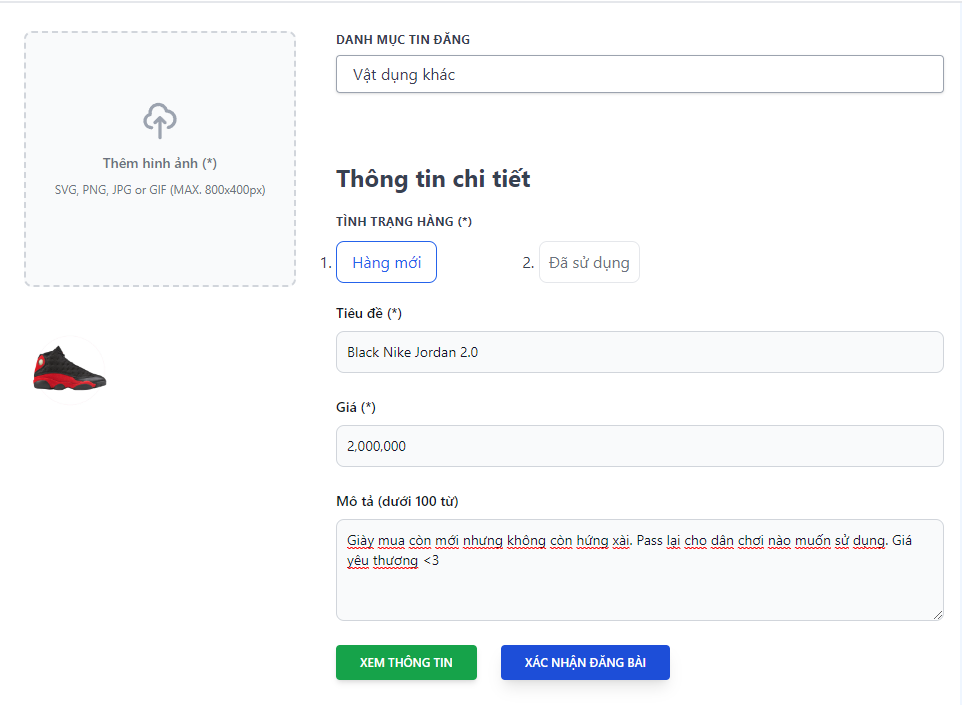 Thêm hình ảnh (*)
SVG, PNG, JPG or GIF (MAX. 800x400px)
DANH MỤC TIN ĐĂNG
Vật dụng khác
Thông tin chi tiết
TÌNH TRẠNG HÀNG (*)
1. Hàng mới 2. Đã sử dụng
Tiêu đề (*)
Black Nike Jordan 2.0
Giá (*)
2,000,000
Mô tả (dưới 100 từ)
Giày mua còn mới nhưng không còn hứng xài. Pass lại cho dân chơi nào muốn sử dụng. Giá
yêu thương <3
XEM THÔNG TIN XÁC NHẬN ĐĂNG BÀI